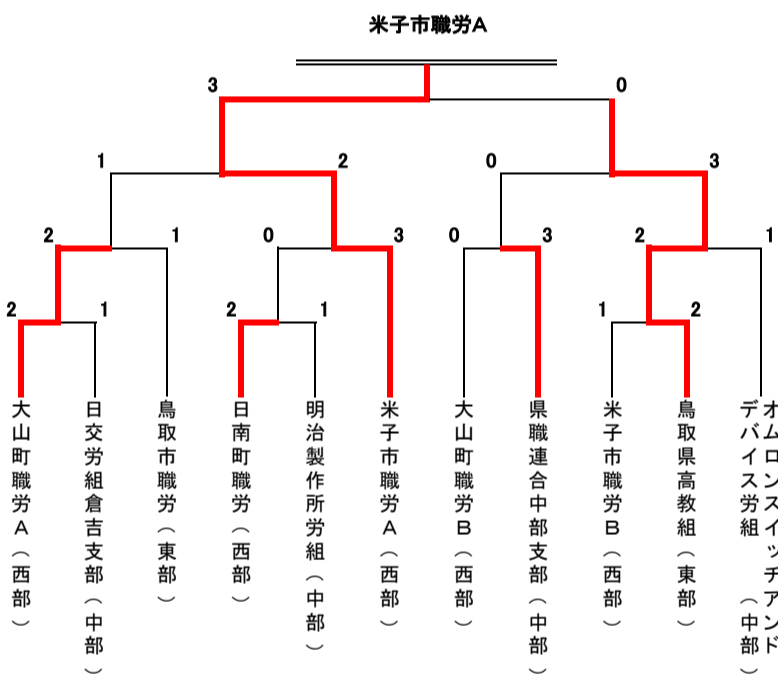 米子市職労A
3 0
1 2 0 3
2 1 0 3 0 3 2 1
2 1 2 1 1 2
大山町職労A（西部）
日交労組倉吉支部（中部）
鳥取市職労（東部）
日南町職労（西部）
明治製作所労組（中部）
米子市職労A（西部）
大山町職労B（西部）
県職連合中部支部（中部）
米子市職労B（西部）
鳥取県高教組（東部）
オムロンスイッチアンド
デバイス労組（中部）